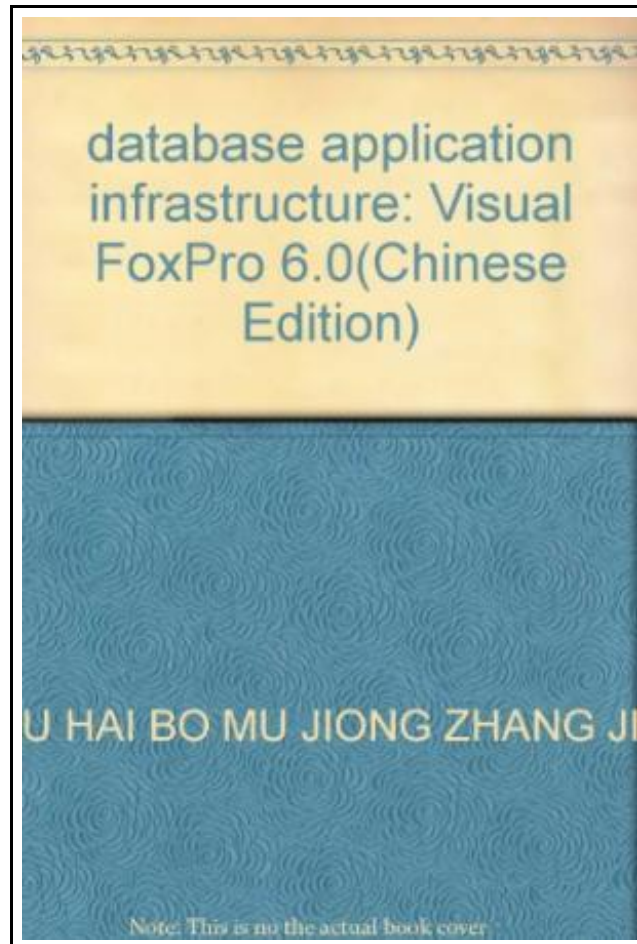 database application
infrastructure: Visual
FoxPro 6.0(Chinese
Edition)
U HAI BO MU JIONG ZHANG JI
Note: This is no the actual book cover